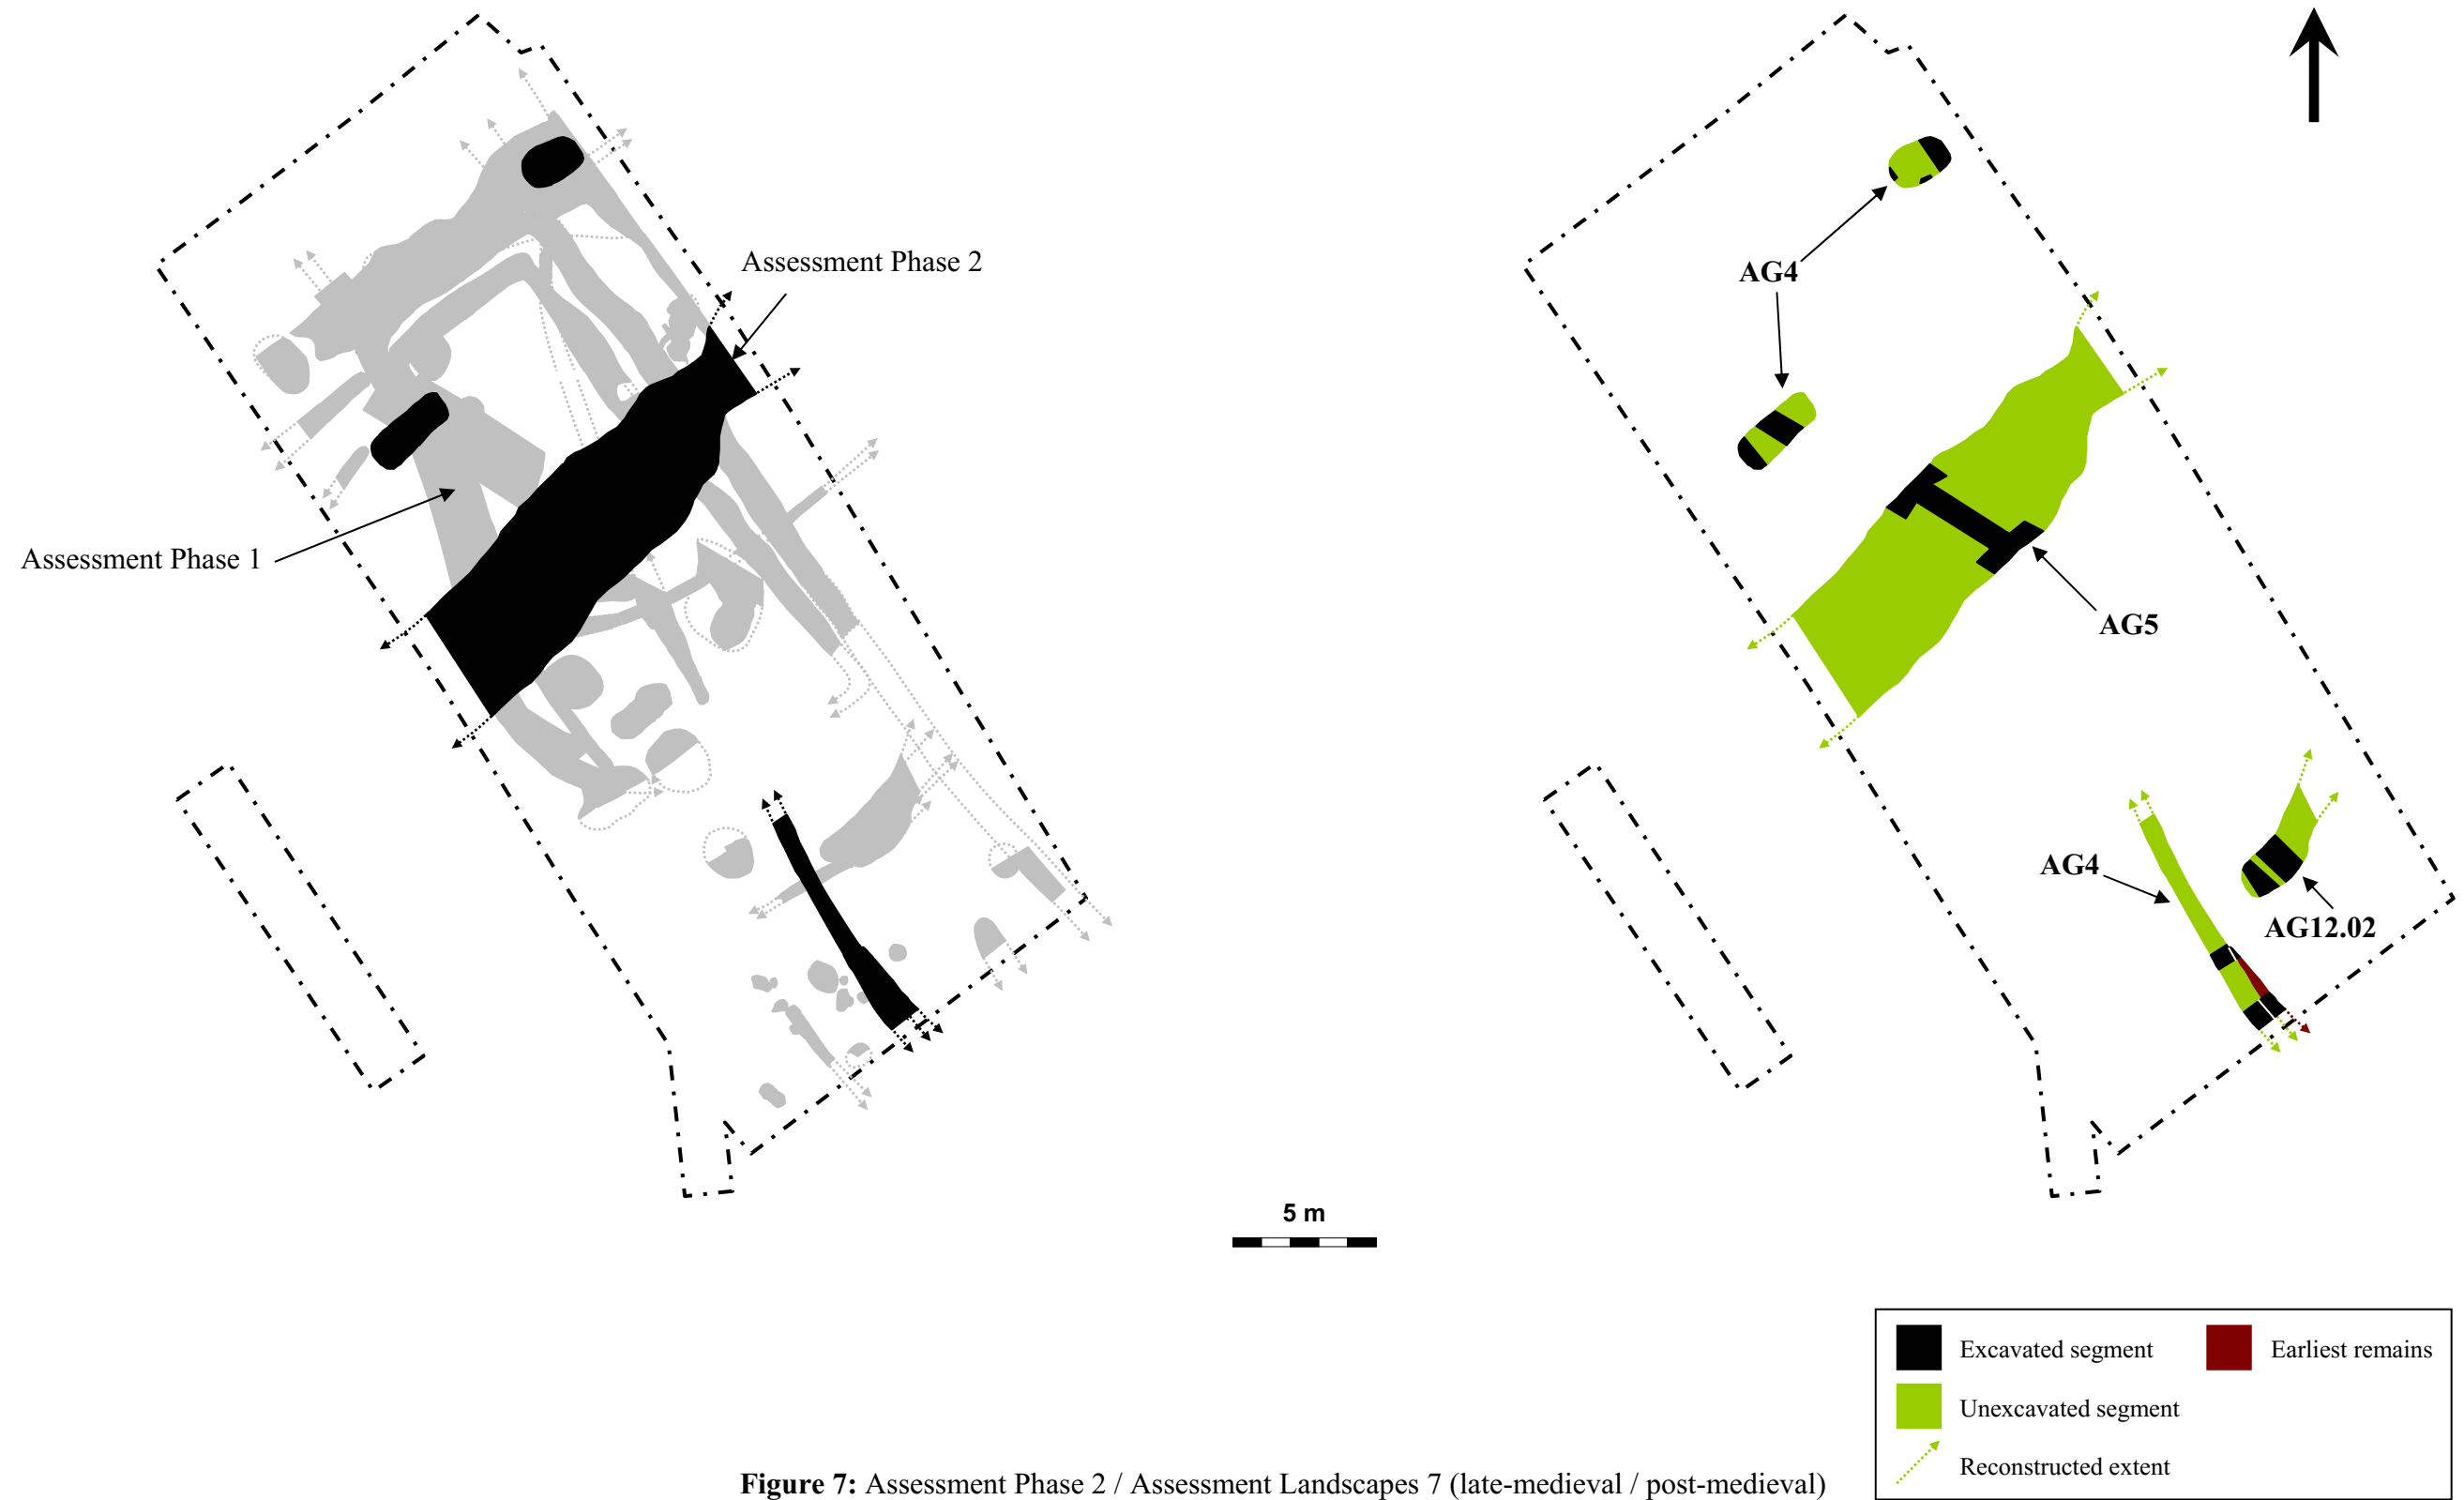 Assessment Phase 2
Assessment Phase 1
AG4
AG5
AG4
AG12.02
5 m
Excavated segment
Earliest remains
Unexcavated segment
Reconstructed extent
Figure 7: Assessment Phase 2 / Assessment Landscapes 7 (late-medieval / post-medieval)